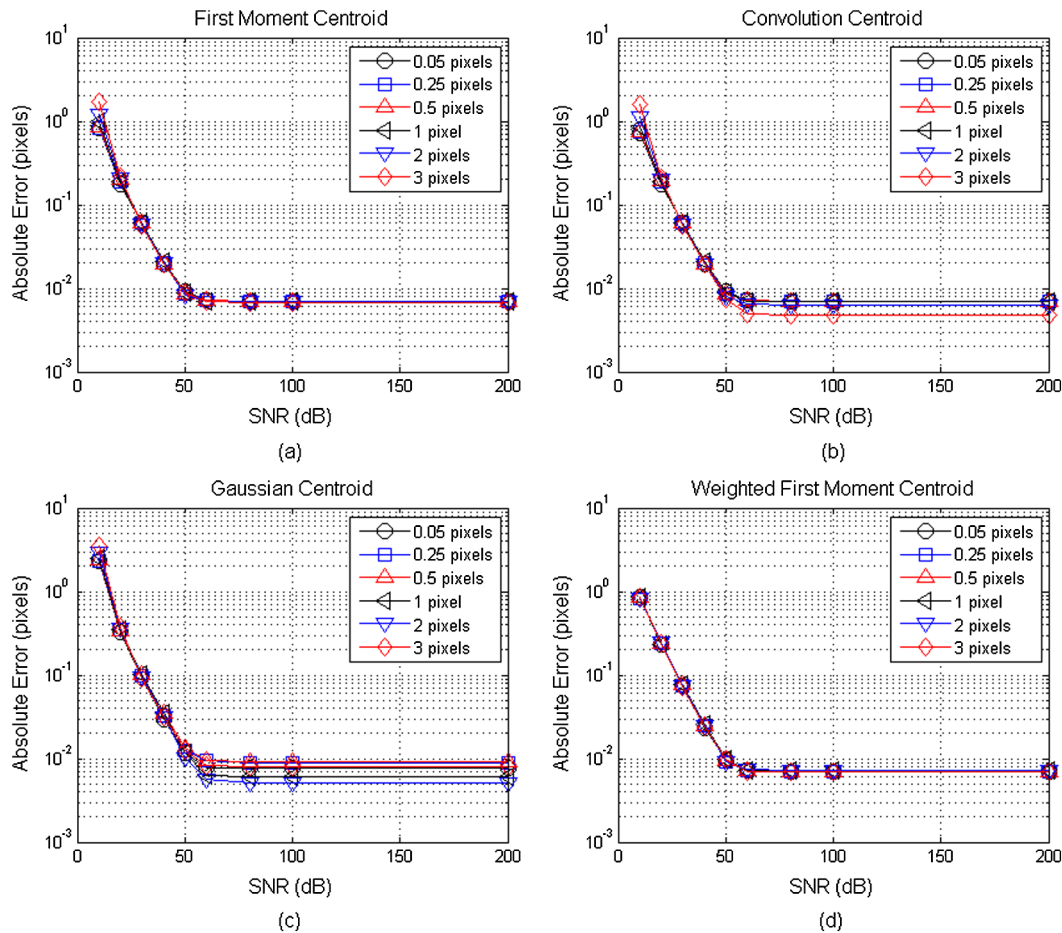 First Moment Centroid
Absolute Error (pixels)
10^1
10^0
10^-1
10^-2
10^-3
0.05 pixels
0.25 pixels
0.5 pixels
1 pixel
2 pixels
3 pixels
0 50 100 150 200
SNR (dB)
(a)
Convolution Centroid
Absolute Error (pixels)
10^1
10^0
10^-1
10^-2
10^-3
0.05 pixels
0.25 pixels
0.5 pixels
1 pixel
2 pixels
3 pixels
0 50 100 150 200
SNR (dB)
(b)
Gaussian Centroid
Absolute Error (pixels)
10^1
10^0
10^-1
10^-2
10^-3
0.05 pixels
0.25 pixels
0.5 pixels
1 pixel
2 pixels
3 pixels
0 50 100 150 200
SNR (dB)
(c)
Weighted First Moment Centroid
Absolute Error (pixels)
10^1
10^0
10^-1
10^-2
10^-3
0.05 pixels
0.25 pixels
0.5 pixels
1 pixel
2 pixels
3 pixels
0 50 100 150 200
SNR (dB)
(d)